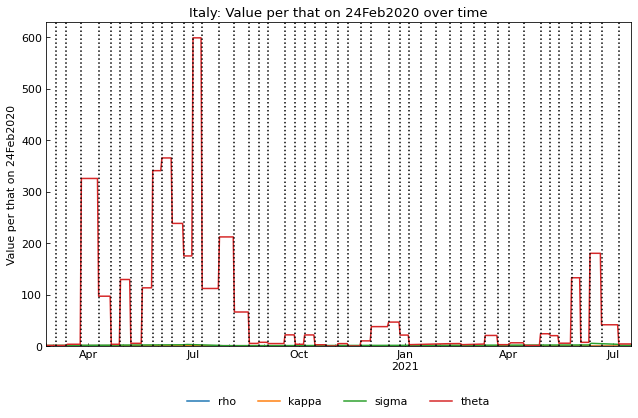 Italy: Value per that on 24Feb2020 over time
Value per that on 24Feb2020
600
500
400
300
200
100
0
Apr Jul Oct Jan Apr Jul
2021
rho kappa sigma theta